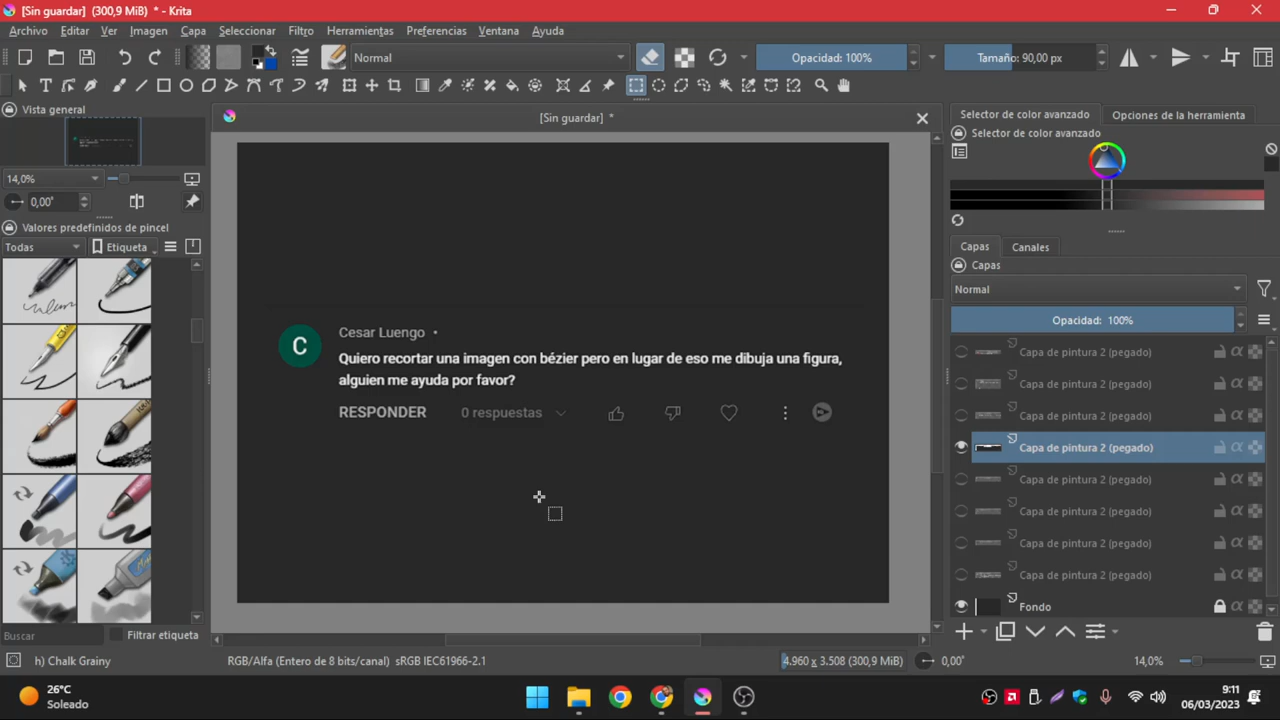 [Sin guardar] (300,9 MiB) * - Krita
Archivo Editar Ver Imagen Capa Seleccionar Filtro Herramientas Preferencias Ventana Ayuda
Normal
Opacidad: 100%
Tamaño: 90,00 px
Vista general
[Sin guardar] *
Selector de color avanzado
Opciones de la herramienta
Selector de color avanzado
14,0%
0,00°
Valores predefinidos de pincel
Todas
Etiqueta
Capas
Canales
Capas
Normal
Opacidad: 100%
C
Cesar Luengo •
Quiero recortar una imagen con bézier pero en lugar de eso me dibuja una figura,
alguien me ayuda por favor?
RESPONDER 0 respuestas
Capa de pintura 2 (pegado)
Capa de pintura 2 (pegado)
Capa de pintura 2 (pegado)
Capa de pintura 2 (pegado)
Capa de pintura 2 (pegado)
Capa de pintura 2 (pegado)
Capa de pintura 2 (pegado)
Capa de pintura 2 (pegado)
Fondo
Buscar
Filtrar etiqueta
h) Chalk Grainy
RGB/Alfa (Entero de 8 bits/canal) sRGB IEC61966-2.1
4.960 x 3.508 (300,9 MiB)
0,00°
14,0%
26°C
Soleado
9:11
06/03/2023